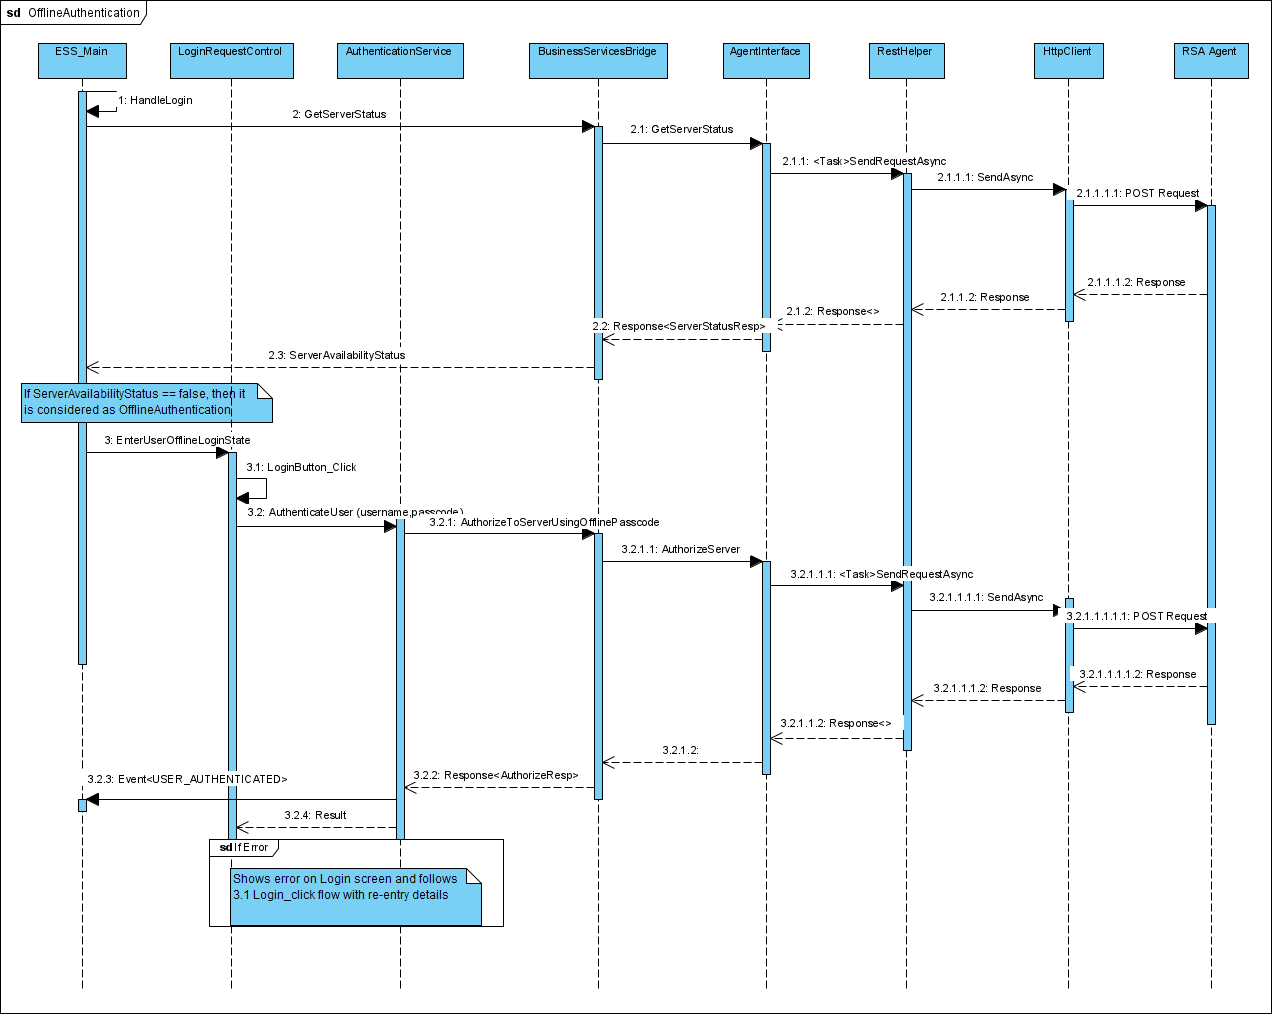 sd OfflineAuthentication
ESS_Main
LoginRequestControl
AuthenticationService
BusinessServicesBridge
AgentInterface
RestHelper
HttpClient
RSA Agent
1: HandleLogin
2: GetServerStatus
2.1: GetServerStatus
2.1.1: <Task>SendRequestAsync
2.1.1.1: SendAsync
2.1.1.1.1: POST Request
2.1.1.1.2: Response
2.1.1.2: Response
2.1.2: Response<>
2.2: Response<ServerStatusResp>
2.3: ServerAvailabilityStatus
If ServerAvailabilityStatus == false, then it
is considered as OfflineAuthentication
3: EnterUserOfflineLoginState
3.1: LoginButton_Click
3.2: AuthenticateUser (username,passcode )
3.2.1: AuthorizeToServerUsingOfflinePasscode
3.2.1.1: AuthorizeServer
3.2.1.1.1: <Task>SendRequestAsync
3.2.1.1.1.1: SendAsync
3.2.1.1.1.1.1: POST Request
3.2.1.1.1.1.2: Response
3.2.1.1.1.2: Response
3.2.1.1.2: Response<>
3.2.1.2:
3.2.2: Response<AuthorizeResp>
3.2.3: Event<USER_AUTHENTICATED>
3.2.4: Result
sd If Error
Shows error on Login screen and follows
3.1 Login_click flow with re-entry details